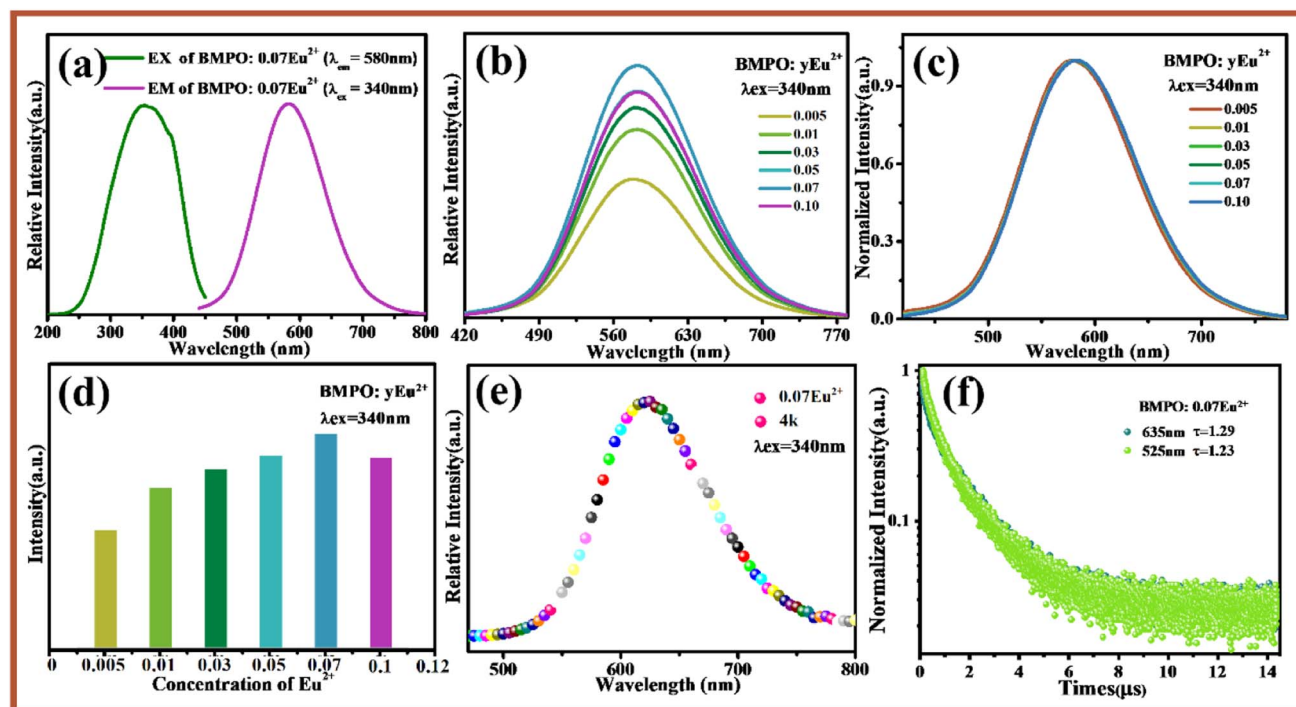 (a)
EX of BMPO: 0.07Eu²⁺ (λem = 580nm)
EM of BMPO: 0.07Eu²⁺ (λex = 340nm)
Relative Intensity(a.u.)
200 300 400 500 600 700 800
Wavelength (nm)
(b)
BMPO: yEu²⁺
λex=340nm
0.005
0.01
0.03
0.05
0.07
0.10
Relative Intensity(a.u.)
420 490 560 630 700 780
Wavelength (nm)
(c)
BMPO: yEu²⁺
λex=340nm
0.005
0.01
0.03
0.05
0.07
0.10
Normalized Intensity(a.u.)
0.9
0.6
0.3
0.0
500 600 700
Wavelength (nm)
(d)
BMPO: yEu²⁺
λex=340nm
Intensity(a.u.)
0 0.005 0.01 0.03 0.05 0.07 0.1 0.12
Concentration of Eu²⁺
(e)
0.07Eu²⁺
4k
λex=340nm
Relative Intensity(a.u.)
500 600 700 800
Wavelength (nm)
(f)
BMPO: 0.07Eu²⁺
635nm τ=1.29
525nm τ=1.23
Normalized Intensity(a.u.)
1
0.1
0 2 4 6 8 10 12 14
Times(μs)